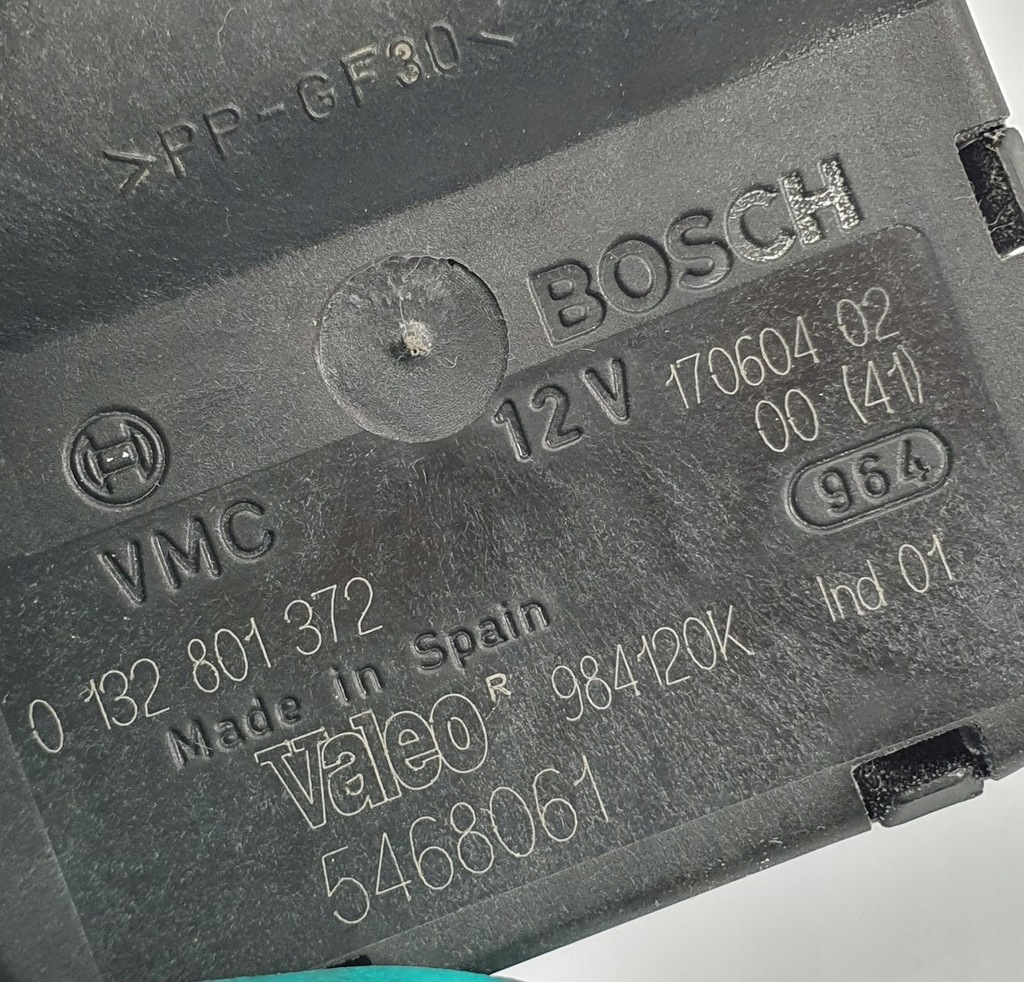 >PP-GF30<
BOSCH
12V 170604 02
00 (41)
964
VMC
Ind 01
0 132 801 372
Made in Spain
Valeo R 984120K
5468061